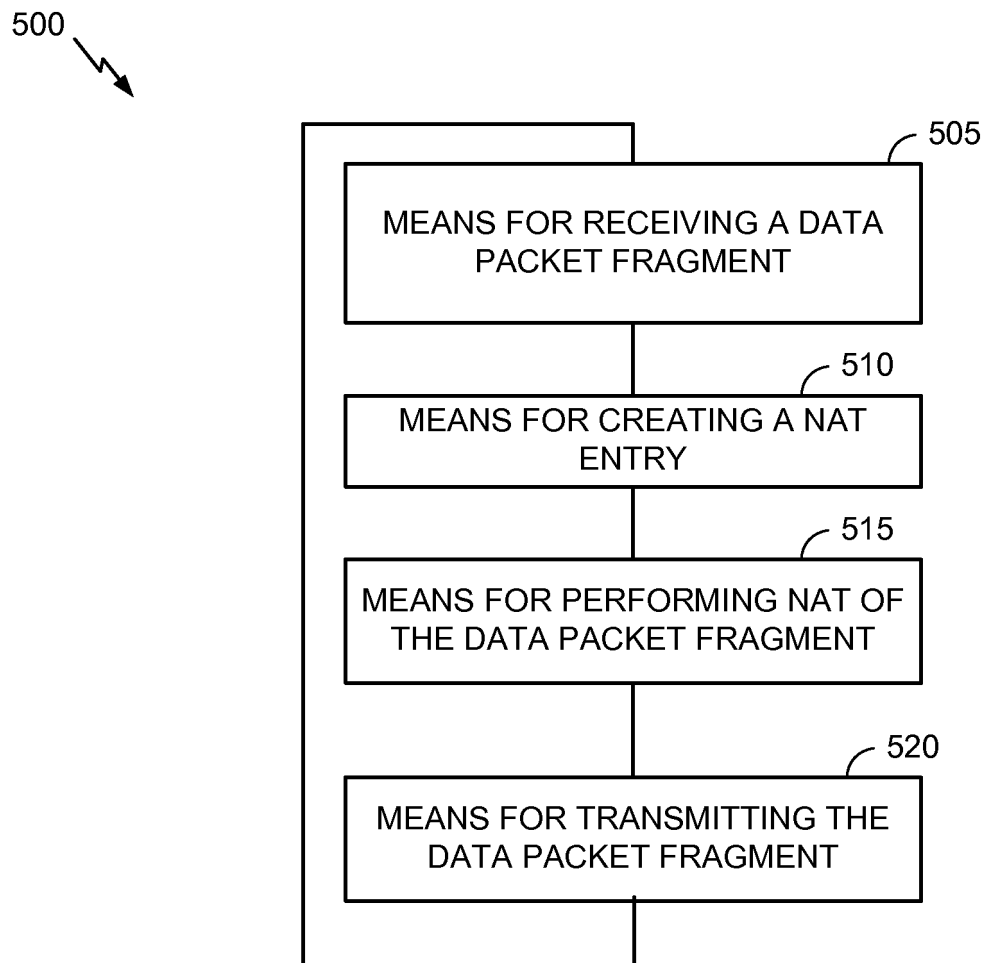 500
505
MEANS FOR RECEIVING A DATA
PACKET FRAGMENT
510
MEANS FOR CREATING A NAT
ENTRY
515
MEANS FOR PERFORMING NAT OF
THE DATA PACKET FRAGMENT
520
MEANS FOR TRANSMITTING THE
DATA PACKET FRAGMENT